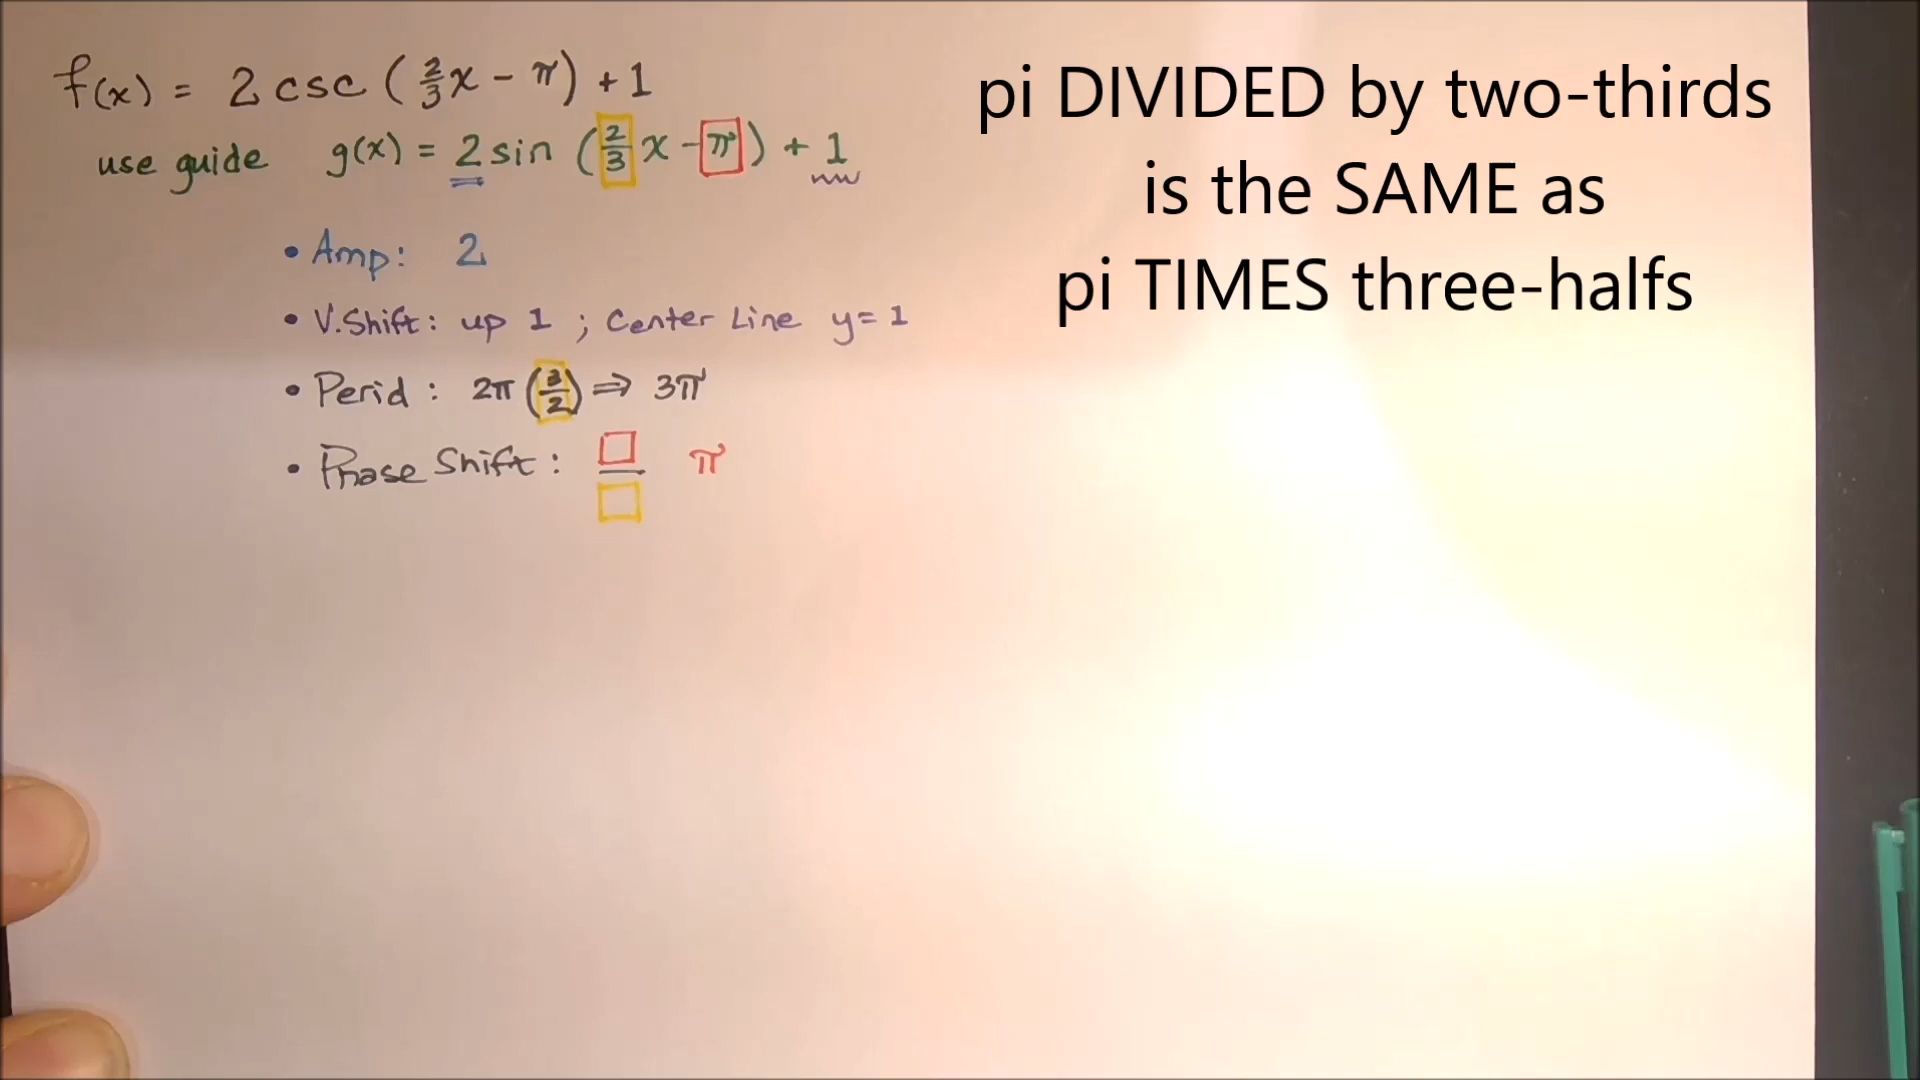 f(x) = 2 csc (2/3 x - π) + 1
use guide g(x) = 2 sin (2/3 x - π) + 1
• Amp: 2
• V.Shift: up 1 ; Center Line y = 1
• Perid : 2π (3/2) ⇒ 3π
• Phase Shift : □/□ π
pi DIVIDED by two-thirds
is the SAME as
pi TIMES three-halfs